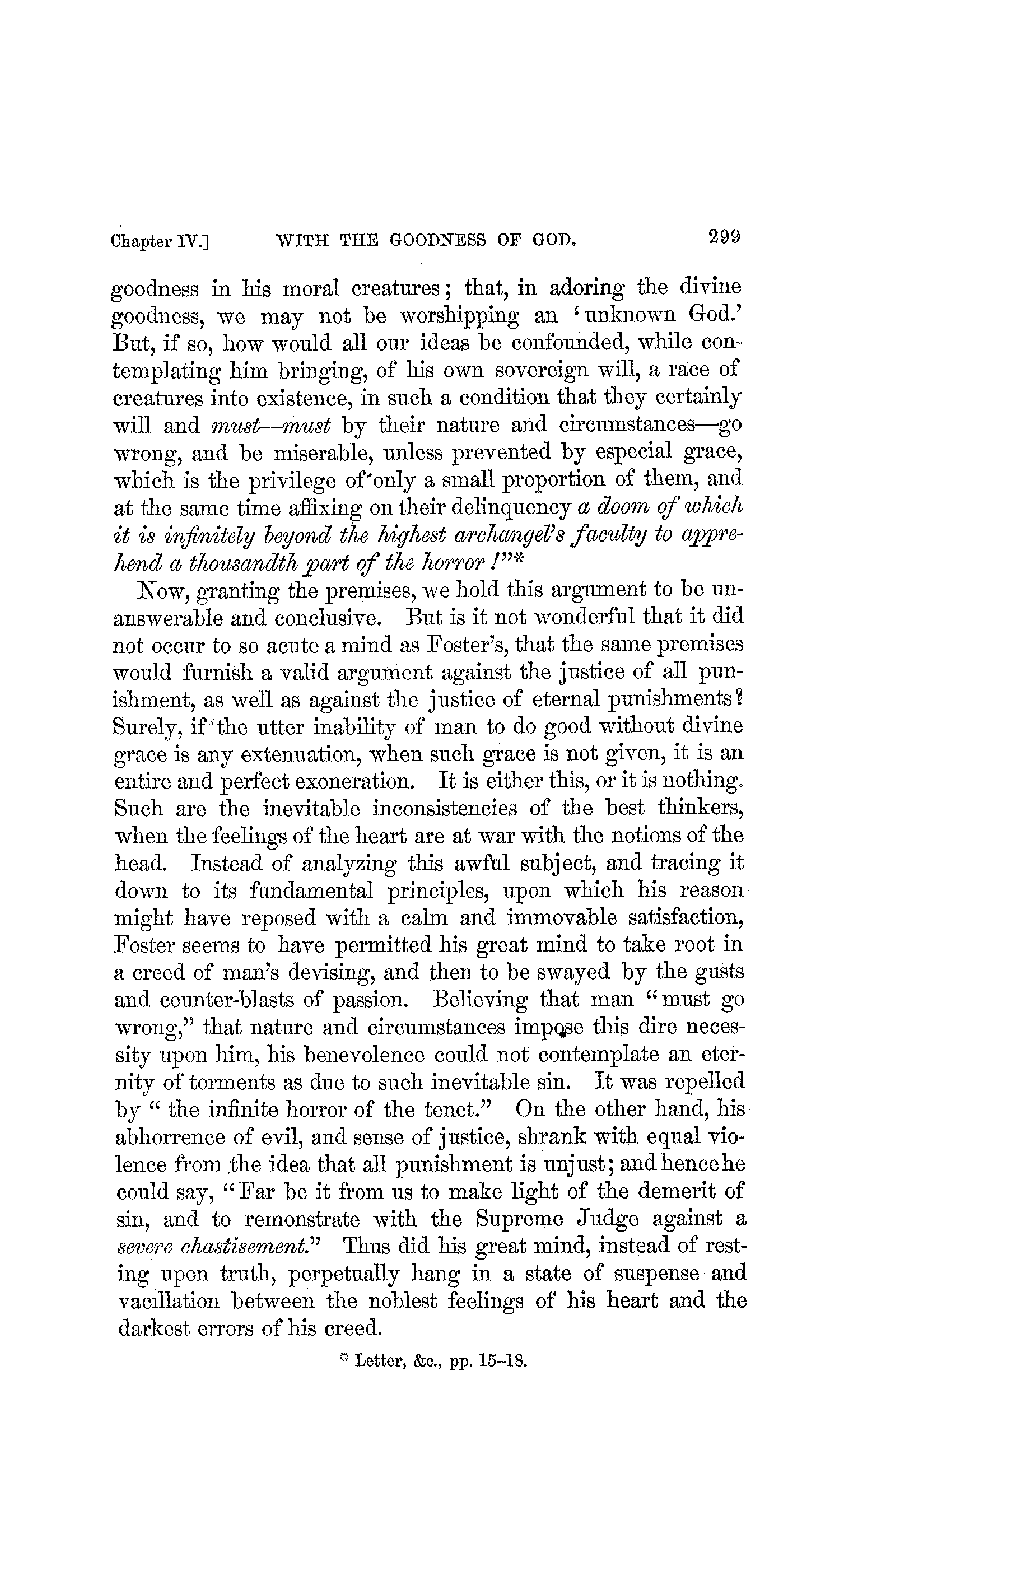 Chapter IV.] WITH THE GOODNESS OF GOD. 299
goodness in his moral creatures; that, in adoring the divine
goodness, we may not be worshipping an ‘unknown God.’
But, if so, how would all our ideas be confounded, while con-
templating him bringing, of his own sovereign will, a race of
creatures into existence, in such a condition that they certainly
will and must—must by their nature and circumstances—go
wrong, and be miserable, unless prevented by especial grace,
which is the privilege of only a small proportion of them, and
at the same time affixing on their delinquency a doom of which
it is infinitely beyond the highest archangel’s faculty to appre-
hend a thousandth part of the horror!”*
Now, granting the premises, we hold this argument to be un-
answerable and conclusive. But is it not wonderful that it did
not occur to so acute a mind as Foster’s, that the same premises
would furnish a valid argument against the justice of all pun-
ishment, as well as against the justice of eternal punishments?
Surely, if the utter inability of man to do good without divine
grace is any extenuation, when such grace is not given, it is an
entire and perfect exoneration. It is either this, or it is nothing.
Such are the inevitable inconsistencies of the best thinkers,
when the feelings of the heart are at war with the notions of the
head. Instead of analyzing this awful subject, and tracing it
down to its fundamental principles, upon which his reason
might have reposed with a calm and immovable satisfaction,
Foster seems to have permitted his great mind to take root in
a creed of man’s devising, and then to be swayed by the gusts
and counter-blasts of passion. Believing that man “must go
wrong,” that nature and circumstances impose this dire neces-
sity upon him, his benevolence could not contemplate an eter-
nity of torments as due to such inevitable sin. It was repelled
by “the infinite horror of the tenet.” On the other hand, his
abhorrence of evil, and sense of justice, shrank with equal vio-
lence from the idea that all punishment is unjust; and hence he
could say, “Far be it from us to make light of the demerit of
sin, and to remonstrate with the Supreme Judge against a
severe chastisement.” Thus did his great mind, instead of rest-
ing upon truth, perpetually hang in a state of suspense and
vacillation between the noblest feelings of his heart and the
darkest errors of his creed.
* Letter, &c., pp. 15–18.